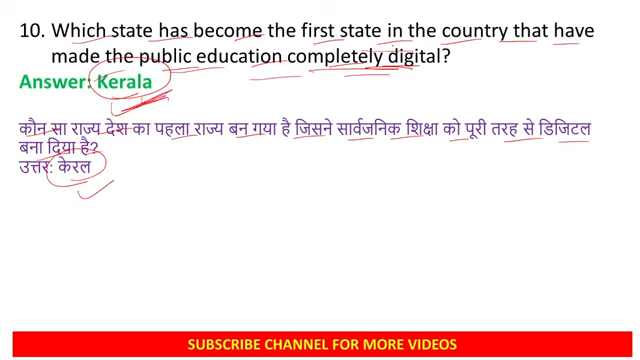 10. Which state has become the first state in the country that have
made the public education completely digital?
Answer: Kerala
कौन सा राज्य देश का पहला राज्य बन गया है जिसने सार्वजनिक शिक्षा को पूरी तरह से डिजिटल
बना दिया है?
उत्तर: केरल
SUBSCRIBE CHANNEL FOR MORE VIDEOS